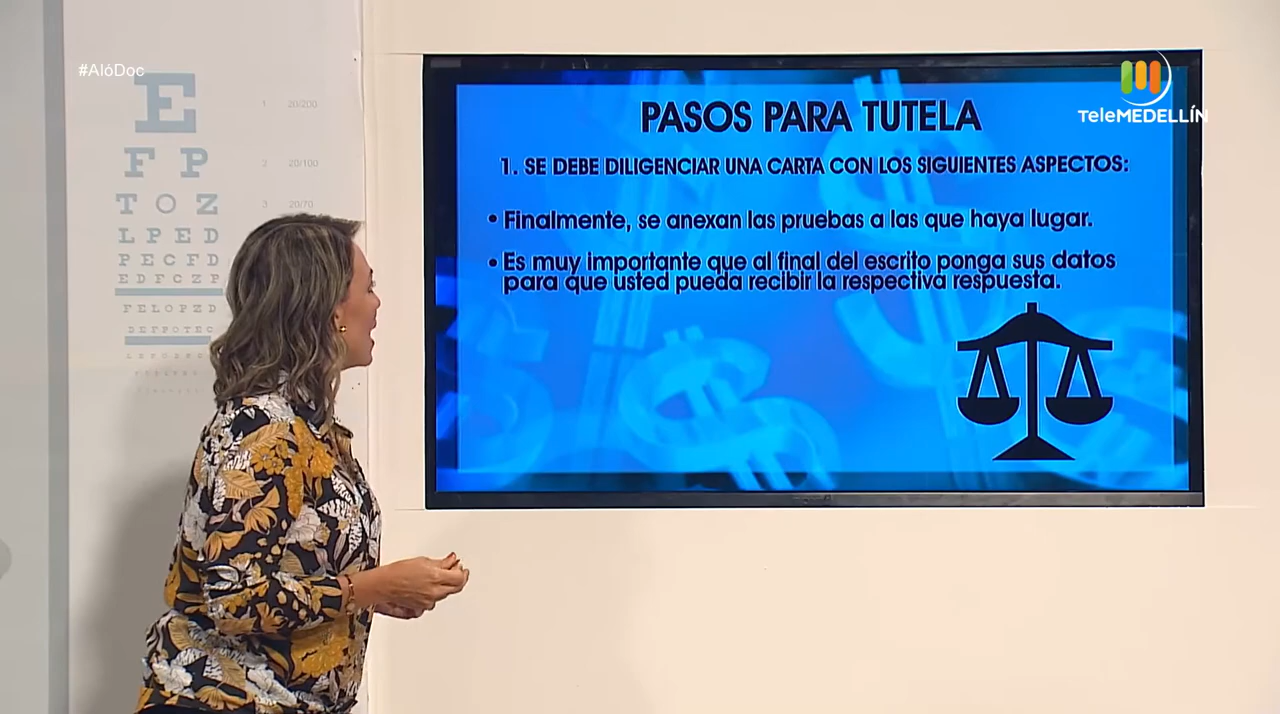 #AlóDoc
E
1 20/200
F P
2 20/100
T O Z
3 20/70
L P E D
P E C F D
E D F C Z P
F E L O P Z D
D E F P O T E C
TeleMEDELLÍN
PASOS PARA TUTELA
1. SE DEBE DILIGENCIAR UNA CARTA CON LOS SIGUIENTES ASPECTOS:
• Finalmente, se anexan las pruebas a las que haya lugar.
• Es muy importante que al final del escrito ponga sus datos
para que usted pueda recibir la respectiva respuesta.